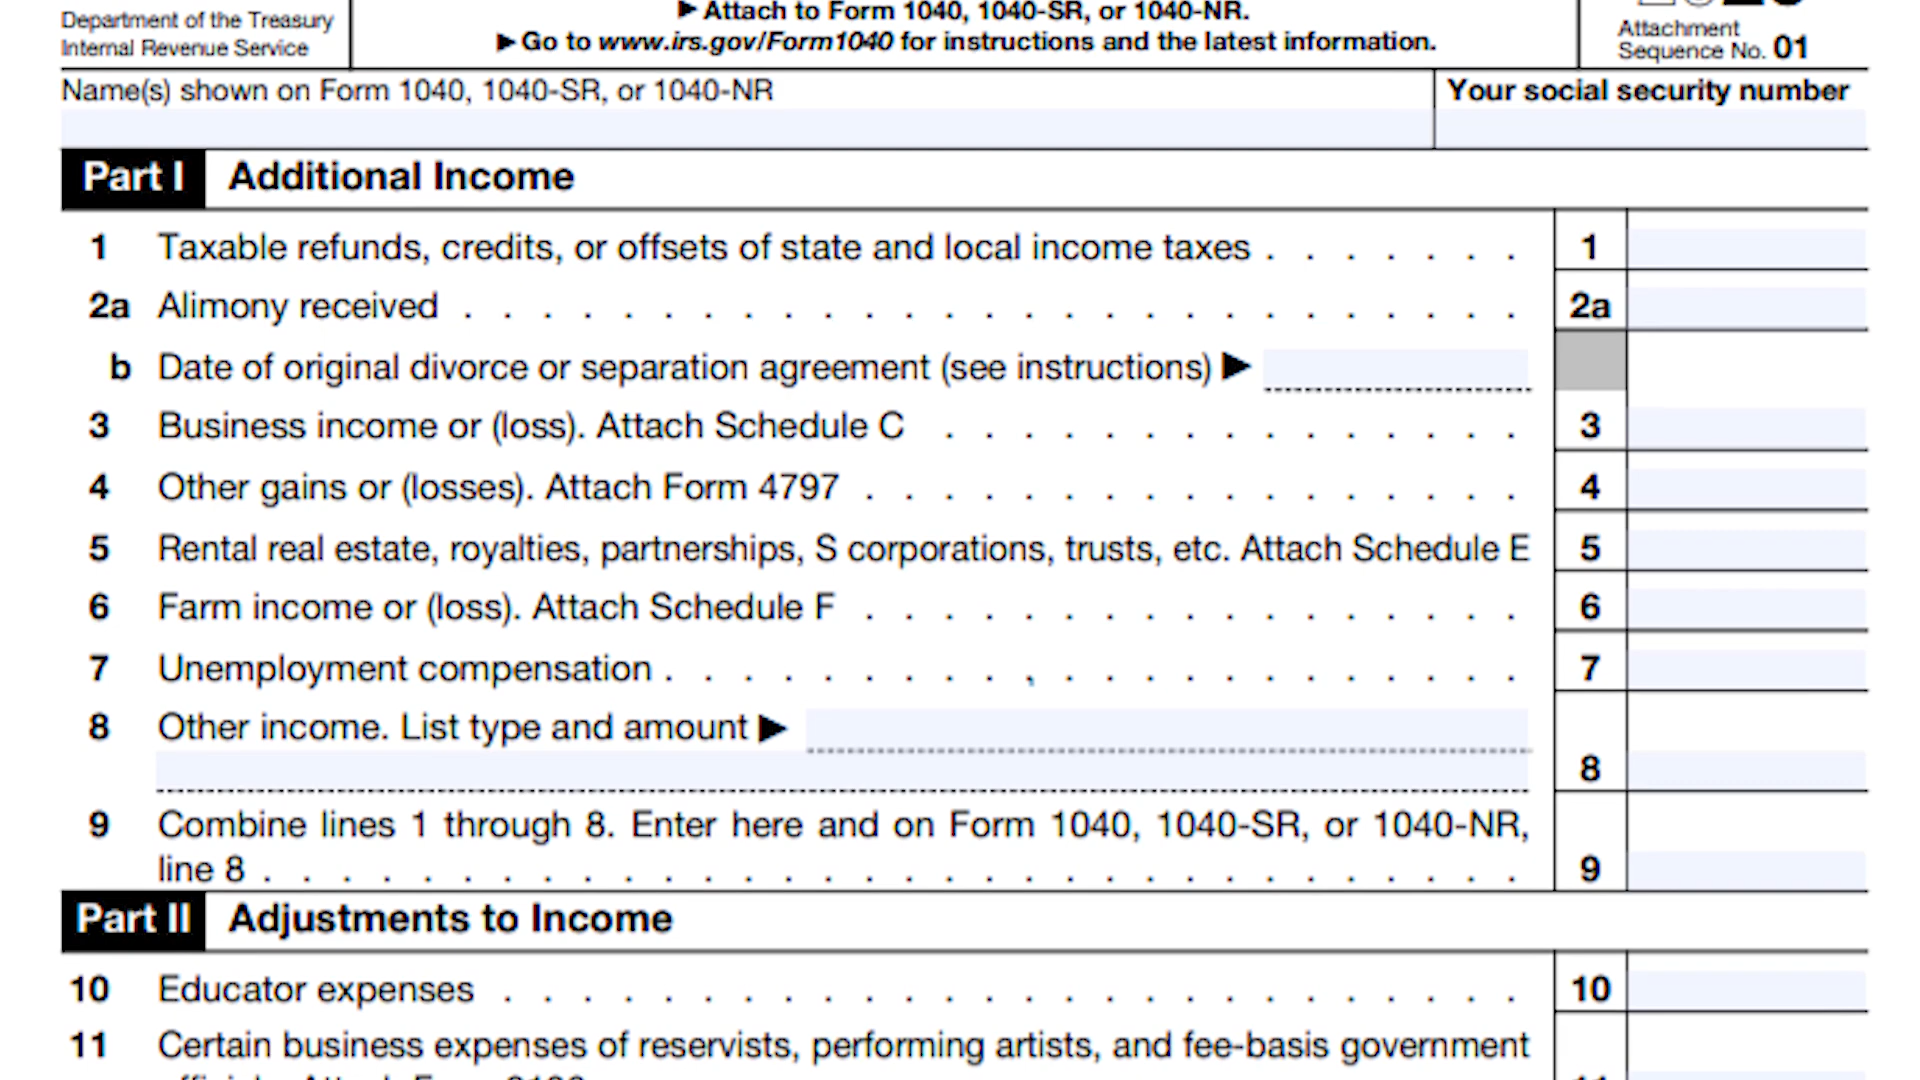 Department of the Treasury
Internal Revenue Service
▶ Attach to Form 1040, 1040-SR, or 1040-NR.
▶ Go to www.irs.gov/Form1040 for instructions and the latest information.
Attachment
Sequence No. 01
Name(s) shown on Form 1040, 1040-SR, or 1040-NR
Your social security number
Part I Additional Income
1 Taxable refunds, credits, or offsets of state and local income taxes . . . . . . . 1
2a Alimony received . . . . . . . . . . . . . . . . . . . . . . . . . . . 2a
b Date of original divorce or separation agreement (see instructions) ▶
3 Business income or (loss). Attach Schedule C . . . . . . . . . . . . . . . 3
4 Other gains or (losses). Attach Form 4797 . . . . . . . . . . . . . . . . . 4
5 Rental real estate, royalties, partnerships, S corporations, trusts, etc. Attach Schedule E 5
6 Farm income or (loss). Attach Schedule F . . . . . . . . . . . . . . . . . 6
7 Unemployment compensation . . . . . . . . . . . . . . . . . . . . . . 7
8 Other income. List type and amount ▶
8
9 Combine lines 1 through 8. Enter here and on Form 1040, 1040-SR, or 1040-NR,
line 8 . . . . . . . . . . . . . . . . . . . . . . . . . . . . . . . . 9
Part II Adjustments to Income
10 Educator expenses . . . . . . . . . . . . . . . . . . . . . . . . . . 10
11 Certain business expenses of reservists, performing artists, and fee-basis government